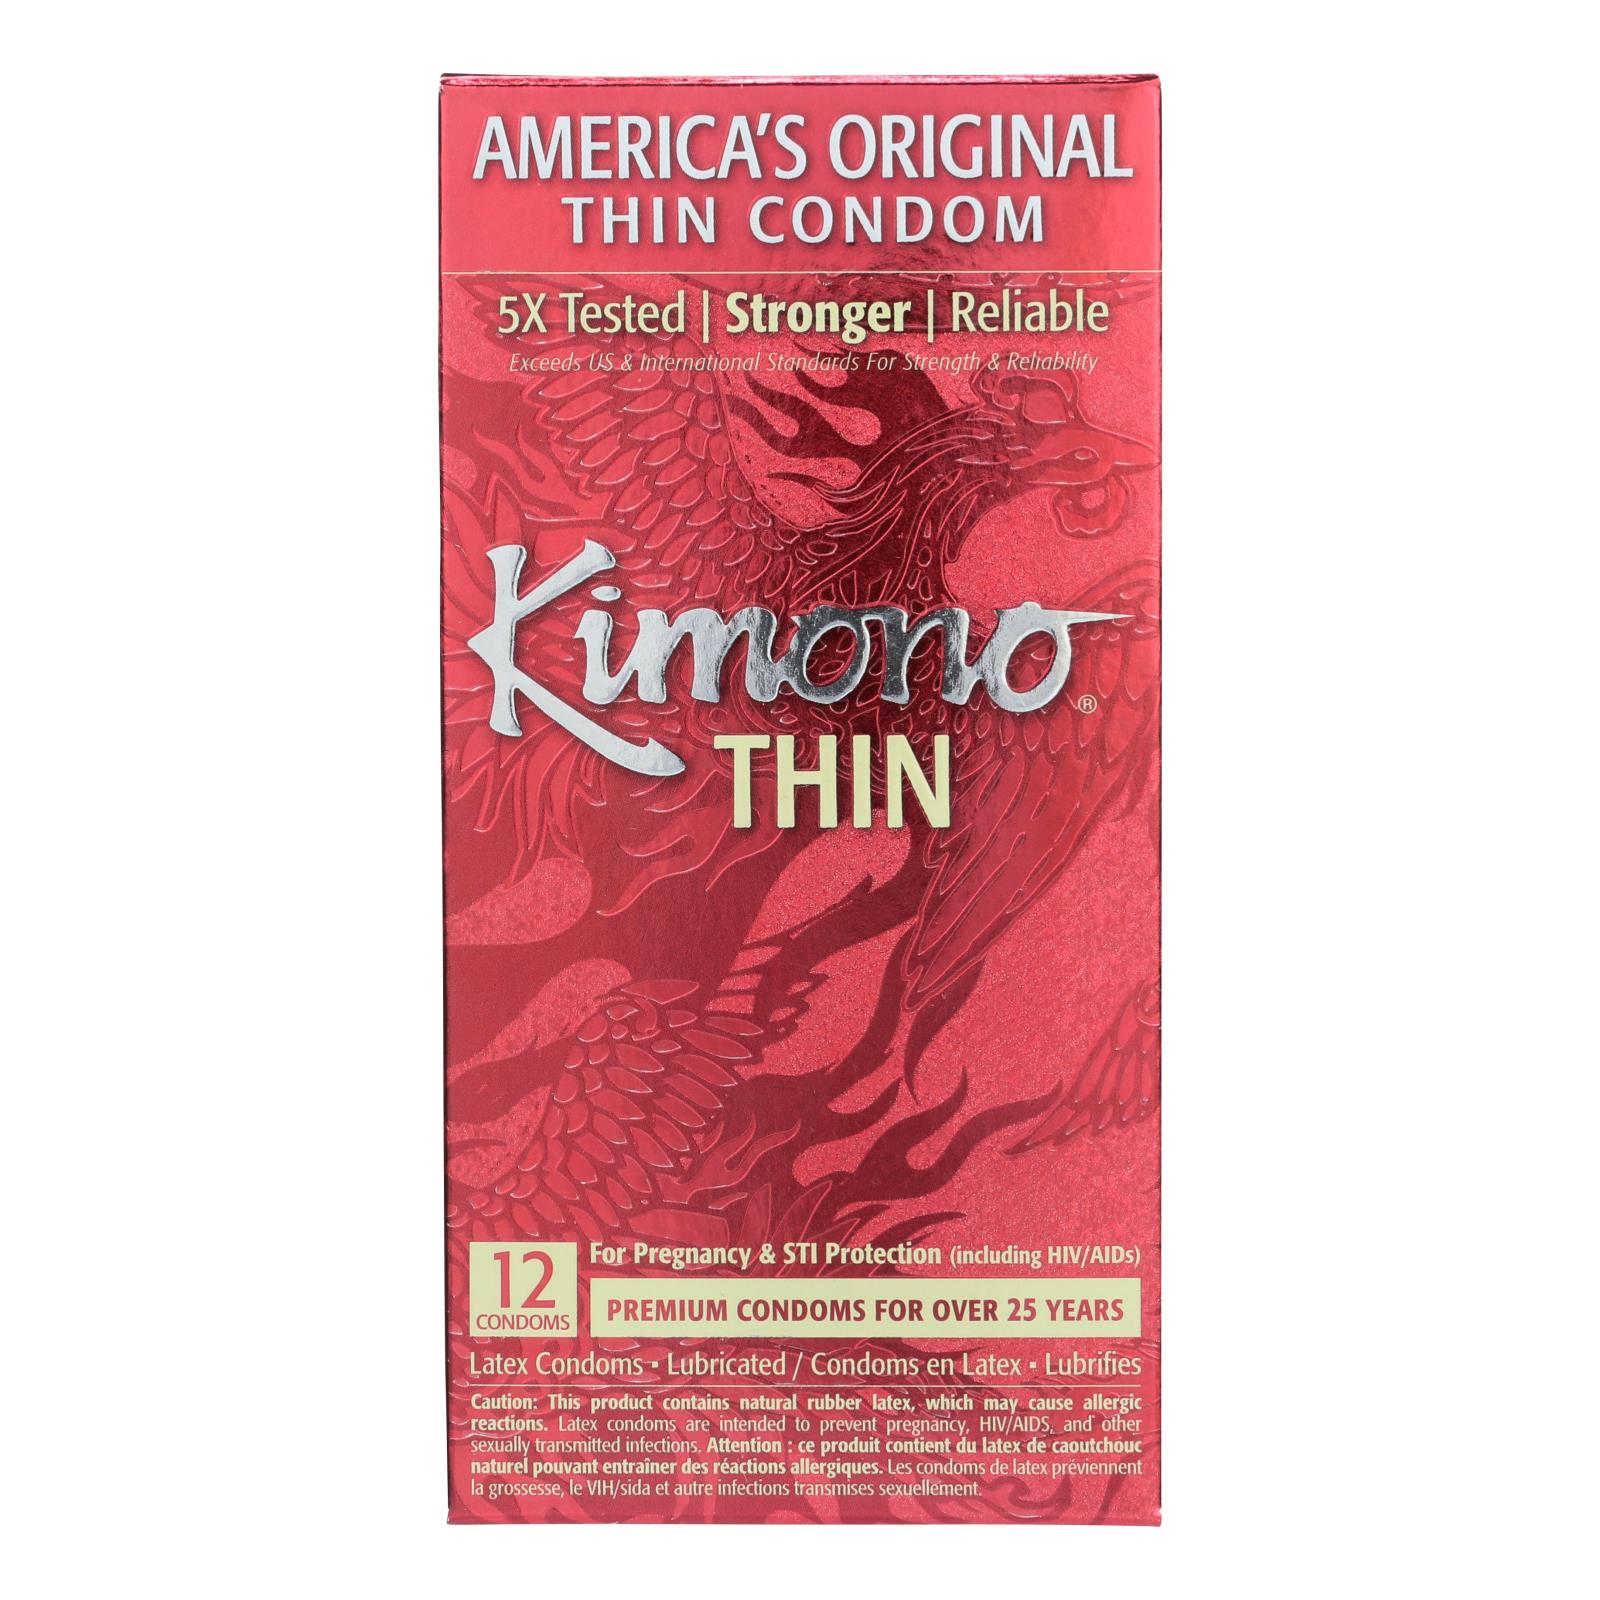 AMERICA'S ORIGINAL
THIN CONDOM
5X Tested | Stronger | Reliable
Exceeds US & International Standards For Strength & Reliability
Kimono®
THIN
12
CONDOMS
For Pregnancy & STI Protection (including HIV/AIDs)
PREMIUM CONDOMS FOR OVER 25 YEARS
Latex Condoms ▪ Lubricated / Condoms en Latex ▪ Lubrifies
Caution: This product contains natural rubber latex, which may cause allergic
reactions. Latex condoms are intended to prevent pregnancy, HIV/AIDS, and other
sexually transmitted infections. Attention : ce produit contient du latex de caoutchouc
naturel pouvant entraîner des réactions allergiques. Les condoms de latex préviennent
la grossesse, le VIH/sida et autre infections transmises sexuellement.